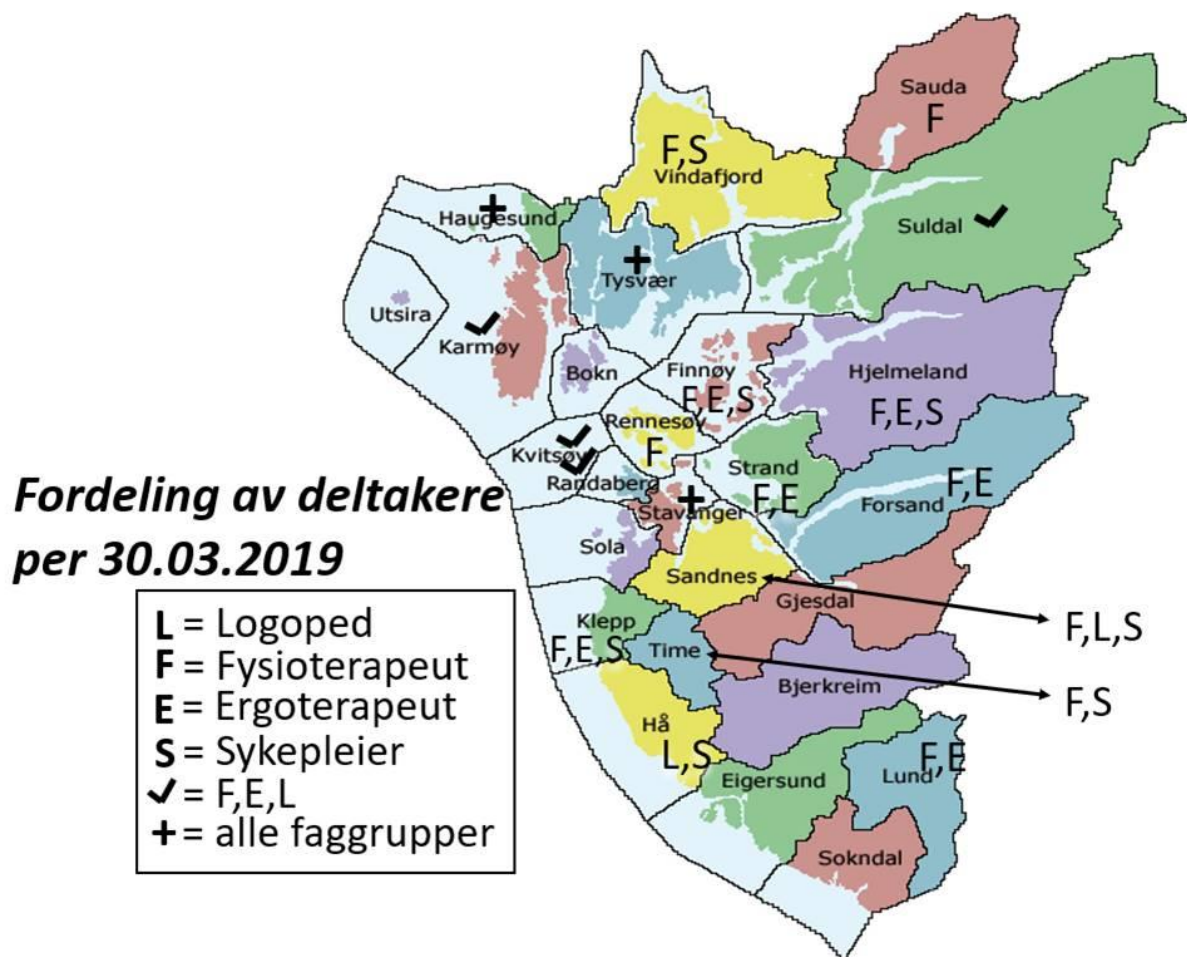 Sauda
F
F,S
Vindafjord
+
Haugesund
Suldal ✓
+
Tysvær
Utsira
✓
Karmøy
Bokn
Finnøy
F,E,S
Hjelmeland
F,E,S
Rennesøy
F
✓
Kvitsøy
✓
Randaberg
Strand
F,E
F,E
Forsand
+
Stavanger
Fordeling av deltakere
per 30.03.2019
Sola
Sandnes
Gjesdal
F,L,S
Klepp
F,E,S
Time
F,S
Bjerkreim
Hå
L,S
Eigersund
F,E
Lund
Sokndal
L = Logoped
F = Fysioterapeut
E = Ergoterapeut
S = Sykepleier
✓ = F,E,L
+ = alle faggrupper